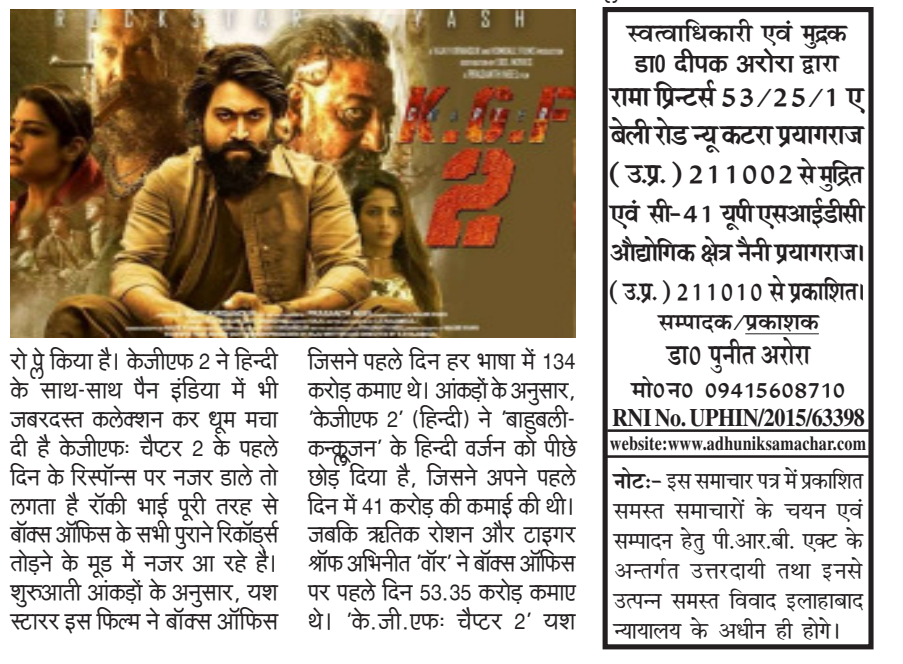 ROCKSTAR YASH
K.G.F
CHAPTER
2
रो प्ले किया है। केजीएफ 2 ने हिन्दी
के साथ-साथ पैन इंडिया में भी
जबरदस्त कलेक्शन कर धूम मचा
दी है केजीएफः चैप्टर 2 के पहले
दिन के रिस्पॉन्स पर नजर डाले तो
लगता है रॉकी भाई पूरी तरह से
बॉक्स ऑफिस के सभी पुराने रिकॉर्ड्स
तोड़ने के मूड में नजर आ रहे है।
शुरुआती आंकड़ों के अनुसार, यश
स्टारर इस फिल्म ने बॉक्स ऑफिस
जिसने पहले दिन हर भाषा में 134
करोड़ कमाए थे। आंकड़ों के अनुसार,
'केजीएफ 2' (हिन्दी) ने 'बाहुबली-
कन्क्लूजन' के हिन्दी वर्जन को पीछे
छोड़ दिया है, जिसने अपने पहले
दिन में 41 करोड़ की कमाई की थी।
जबकि ऋतिक रोशन और टाइगर
श्रॉफ अभिनीत 'वॉर' ने बॉक्स ऑफिस
पर पहले दिन 53.35 करोड़ कमाए
थे। 'के.जी.एफः चैप्टर 2' यश
स्वत्वाधिकारी एवं मुद्रक
डा0 दीपक अरोरा द्वारा
रामा प्रिन्टर्स 53/25/1 ए
बेली रोड न्यू कटरा प्रयागराज
( उ.प्र. ) 211002 से मुद्रित
एवं सी-41 यूपीएसआईडीसी
औद्योगिक क्षेत्र नैनी प्रयागराज।
( उ.प्र. ) 211010 से प्रकाशित।
सम्पादक/प्रकाशक
डा0 पुनीत अरोरा
मो0न0 09415608710
RNI No. UPHIN/2015/63398
website:www.adhuniksamachar.com
नोटः- इस समाचार पत्र में प्रकाशित
समस्त समाचारों के चयन एवं
सम्पादन हेतु पी.आर.बी. एक्ट के
अन्तर्गत उत्तरदायी तथा इनसे
उत्पन्न समस्त विवाद इलाहाबाद
न्यायालय के अधीन ही होगे।